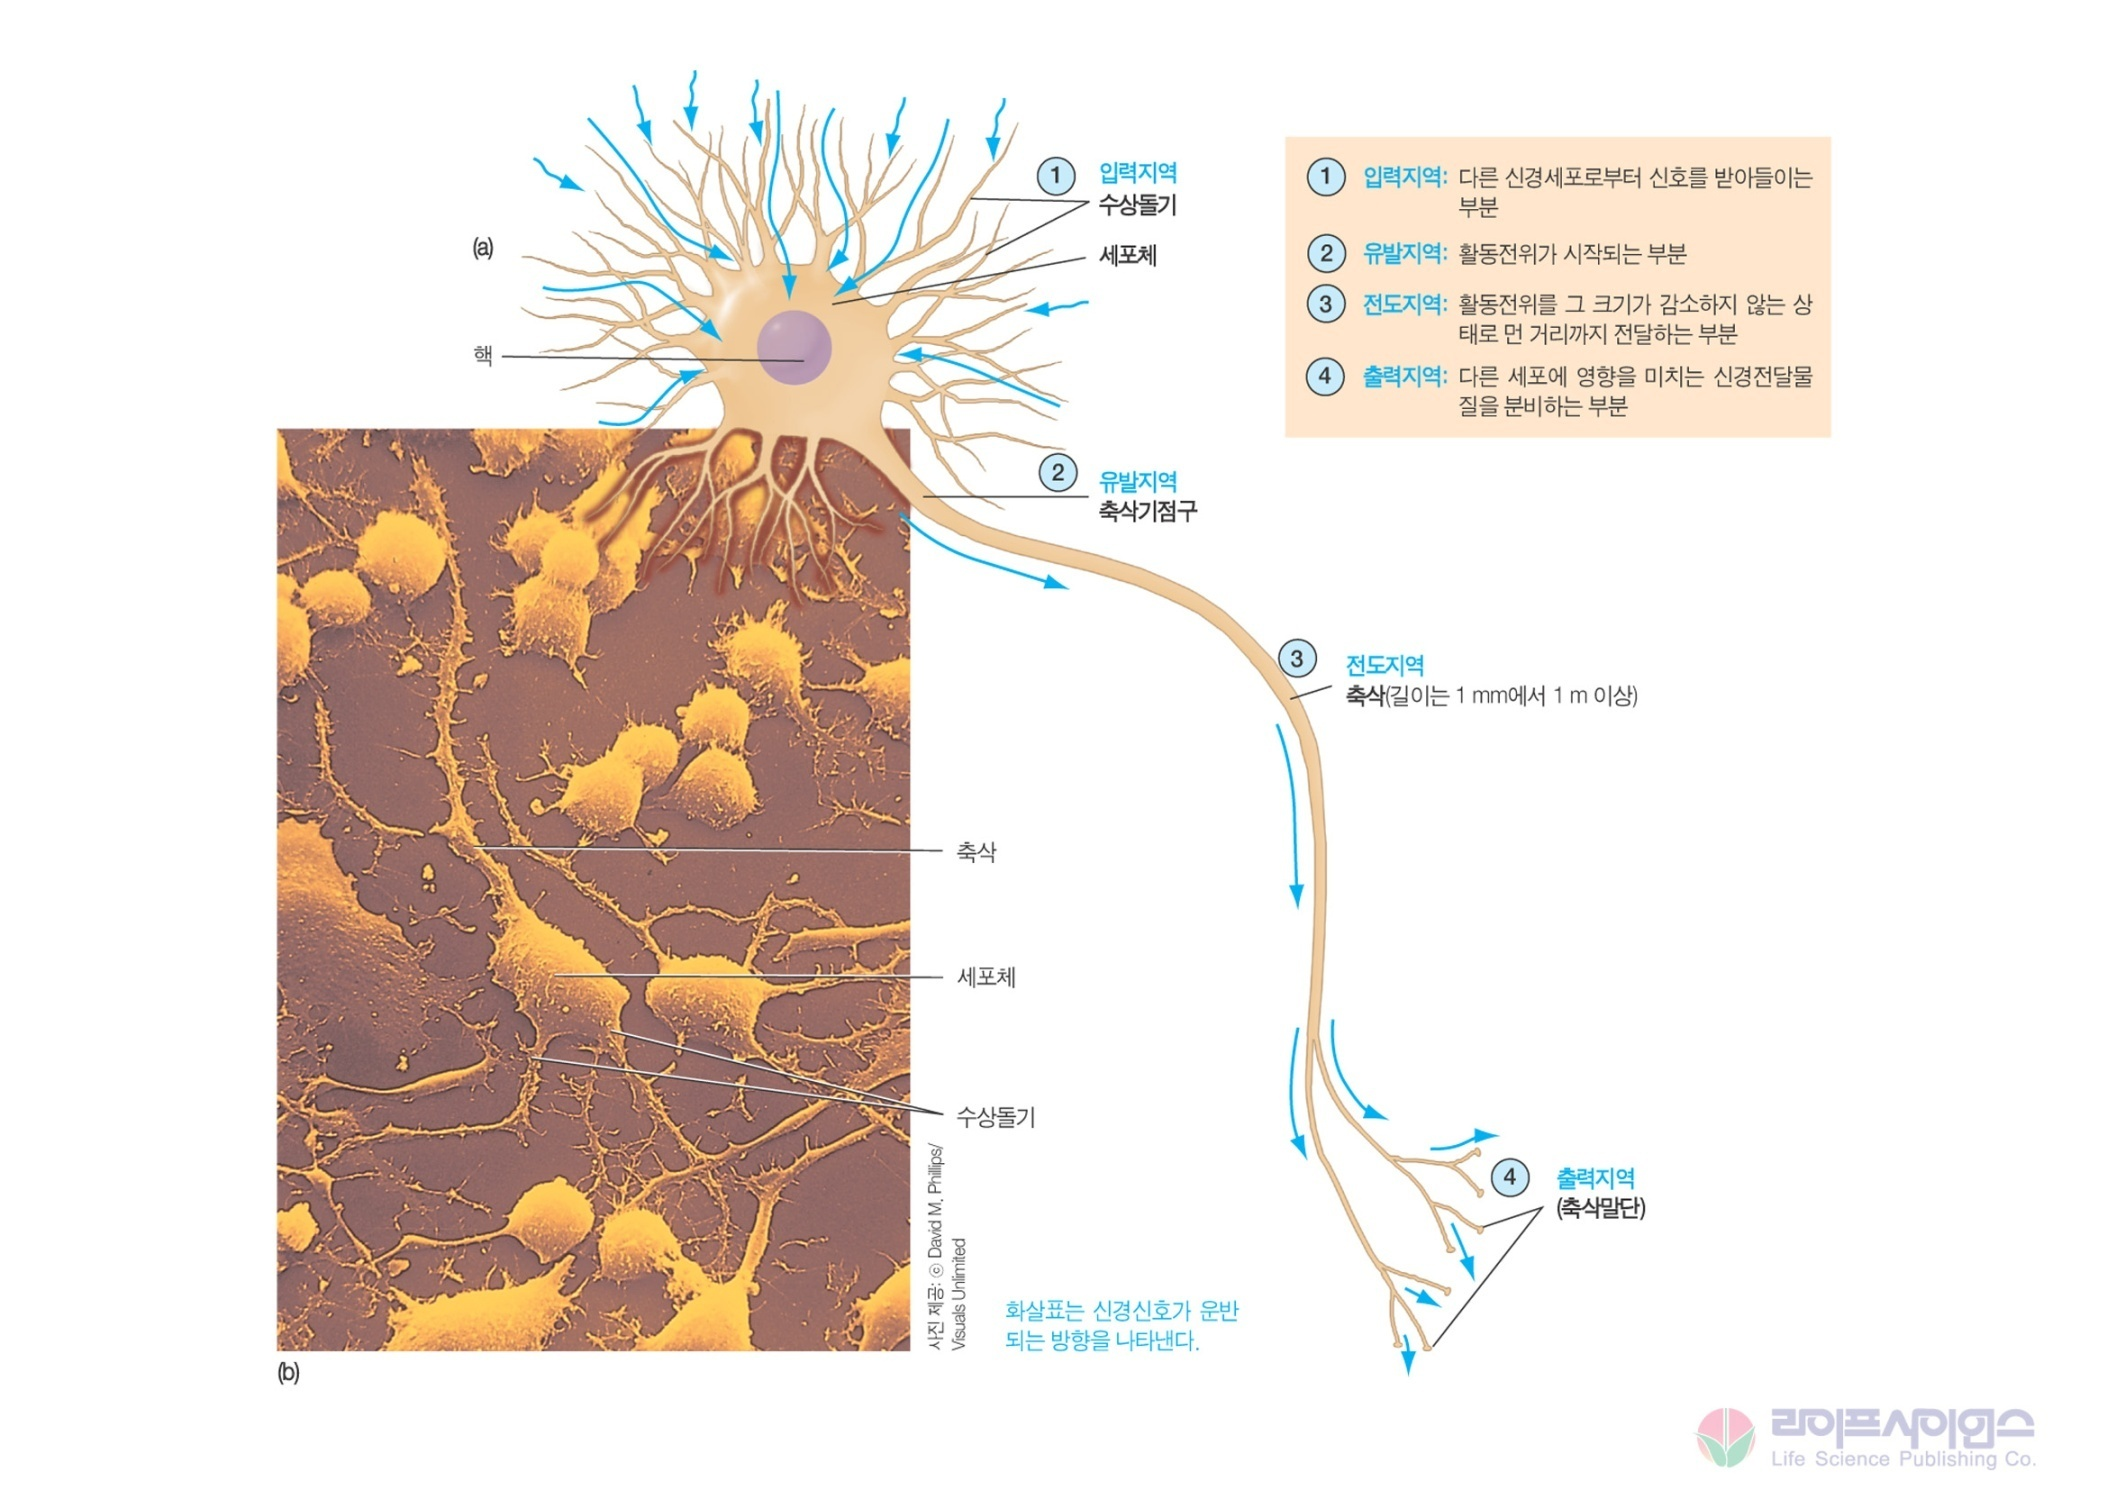 (a)
1 입력지역
수상돌기
세포체
핵
2 유발지역
축삭기점구
1 입력지역: 다른 신경세포로부터 신호를 받아들이는
부분
2 유발지역: 활동전위가 시작되는 부분
3 전도지역: 활동전위를 그 크기가 감소하지 않는 상
태로 먼 거리까지 전달하는 부분
4 출력지역: 다른 세포에 영향을 미치는 신경전달물
질을 분비하는 부분
3 전도지역
축삭(길이는 1 mm에서 1 m 이상)
축삭
세포체
수상돌기
사진 제공: ⓒ David M. Phillips/
Visuals Unlimited
4 출력지역
(축삭말단)
화살표는 신경신호가 운반
되는 방향을 나타낸다.
(b)
라이프사이언스
Life Science Publishing Co.